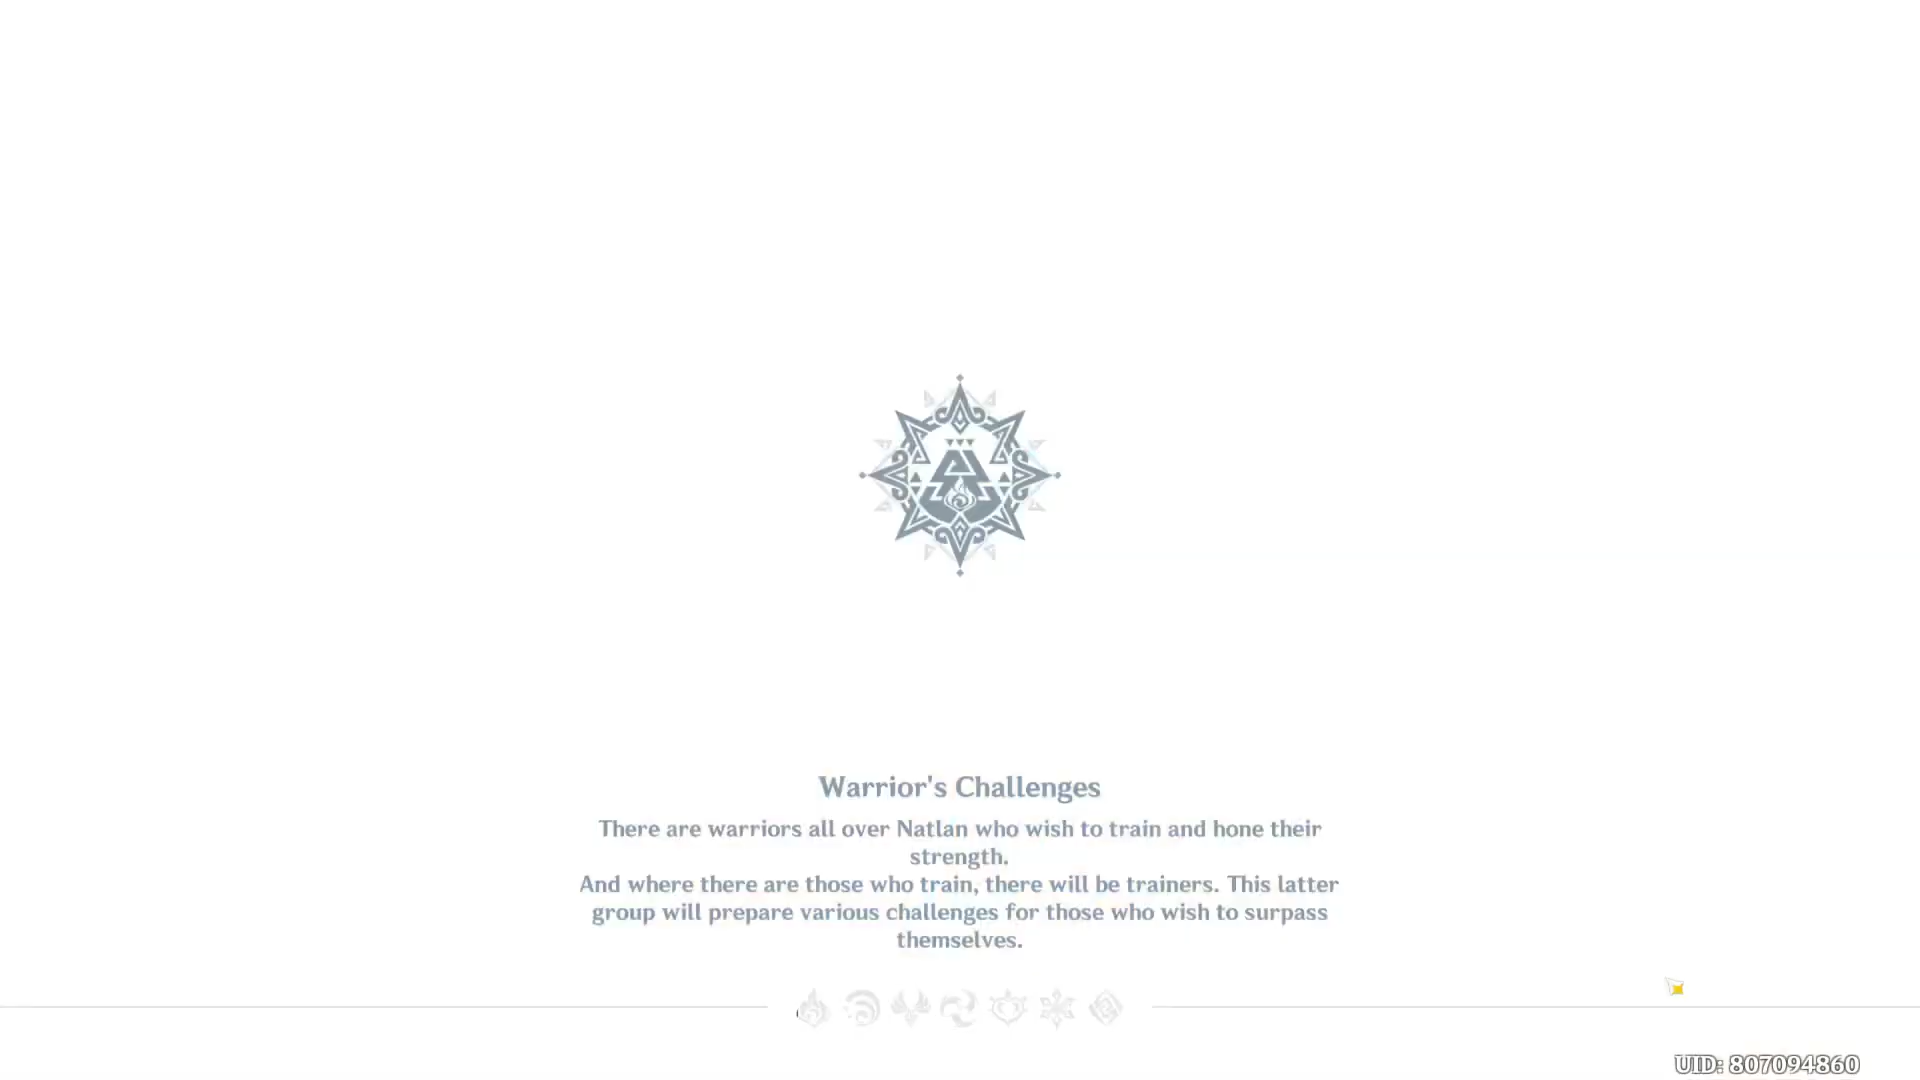 Warrior's Challenges
There are warriors all over Natlan who wish to train and hone their
strength.
And where there are those who train, there will be trainers. This latter
group will prepare various challenges for those who wish to surpass
themselves.
UID: 807094860